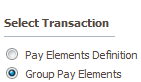 Select Transaction
Pay Elements Definition
Group Pay Elements